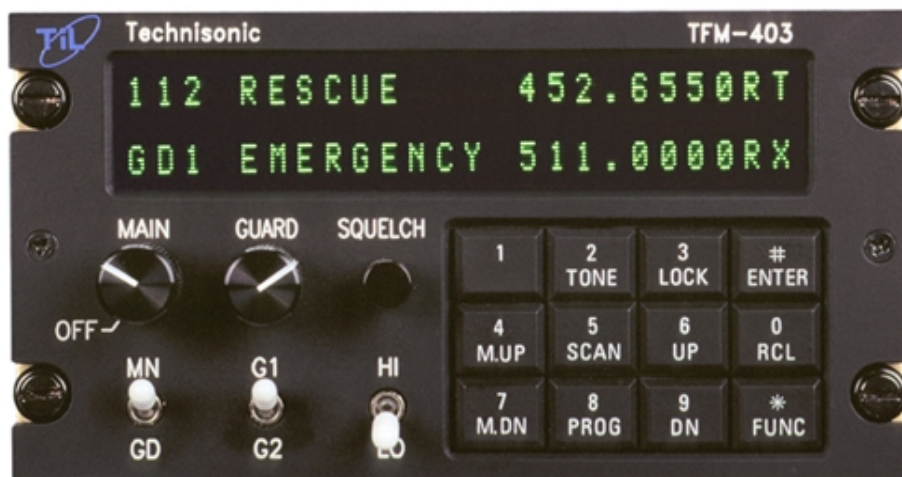 TiL Technisonic TFM-403
112 RESCUE 452.6550RT
GD1 EMERGENCY 511.0000RX
MAIN GUARD SQUELCH
OFF
MN G1 HI
GD G2 LO
1 2 3 #
TONE LOCK ENTER
4 5 6 0
M.UP SCAN UP RCL
7 8 9 *
M.DN PROG DN FUNC